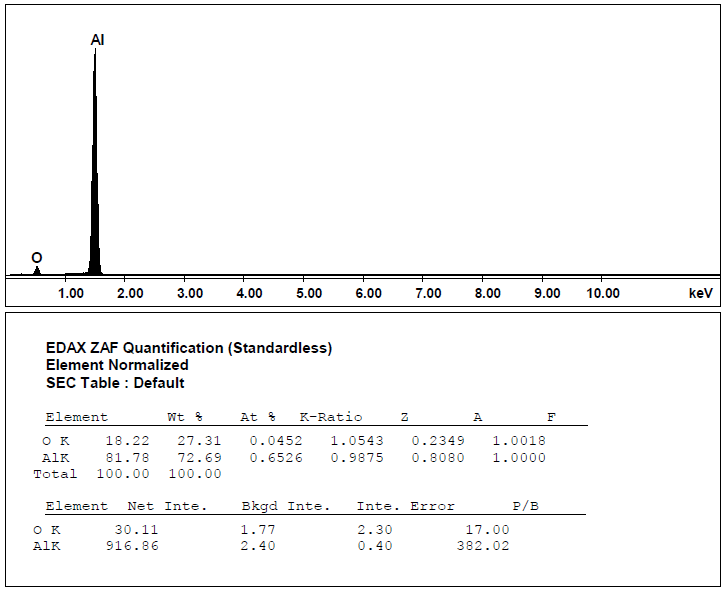 Al
O
1.00 2.00 3.00 4.00 5.00 6.00 7.00 8.00 9.00 10.00 keV
EDAX ZAF Quantification (Standardless)
Element Normalized
SEC Table : Default
Element Wt % At % K-Ratio Z A F
O K 18.22 27.31 0.0452 1.0543 0.2349 1.0018
AlK 81.78 72.69 0.6526 0.9875 0.8080 1.0000
Total 100.00 100.00
Element Net Inte. Bkgd Inte. Inte. Error P/B
O K 30.11 1.77 2.30 17.00
AlK 916.86 2.40 0.40 382.02